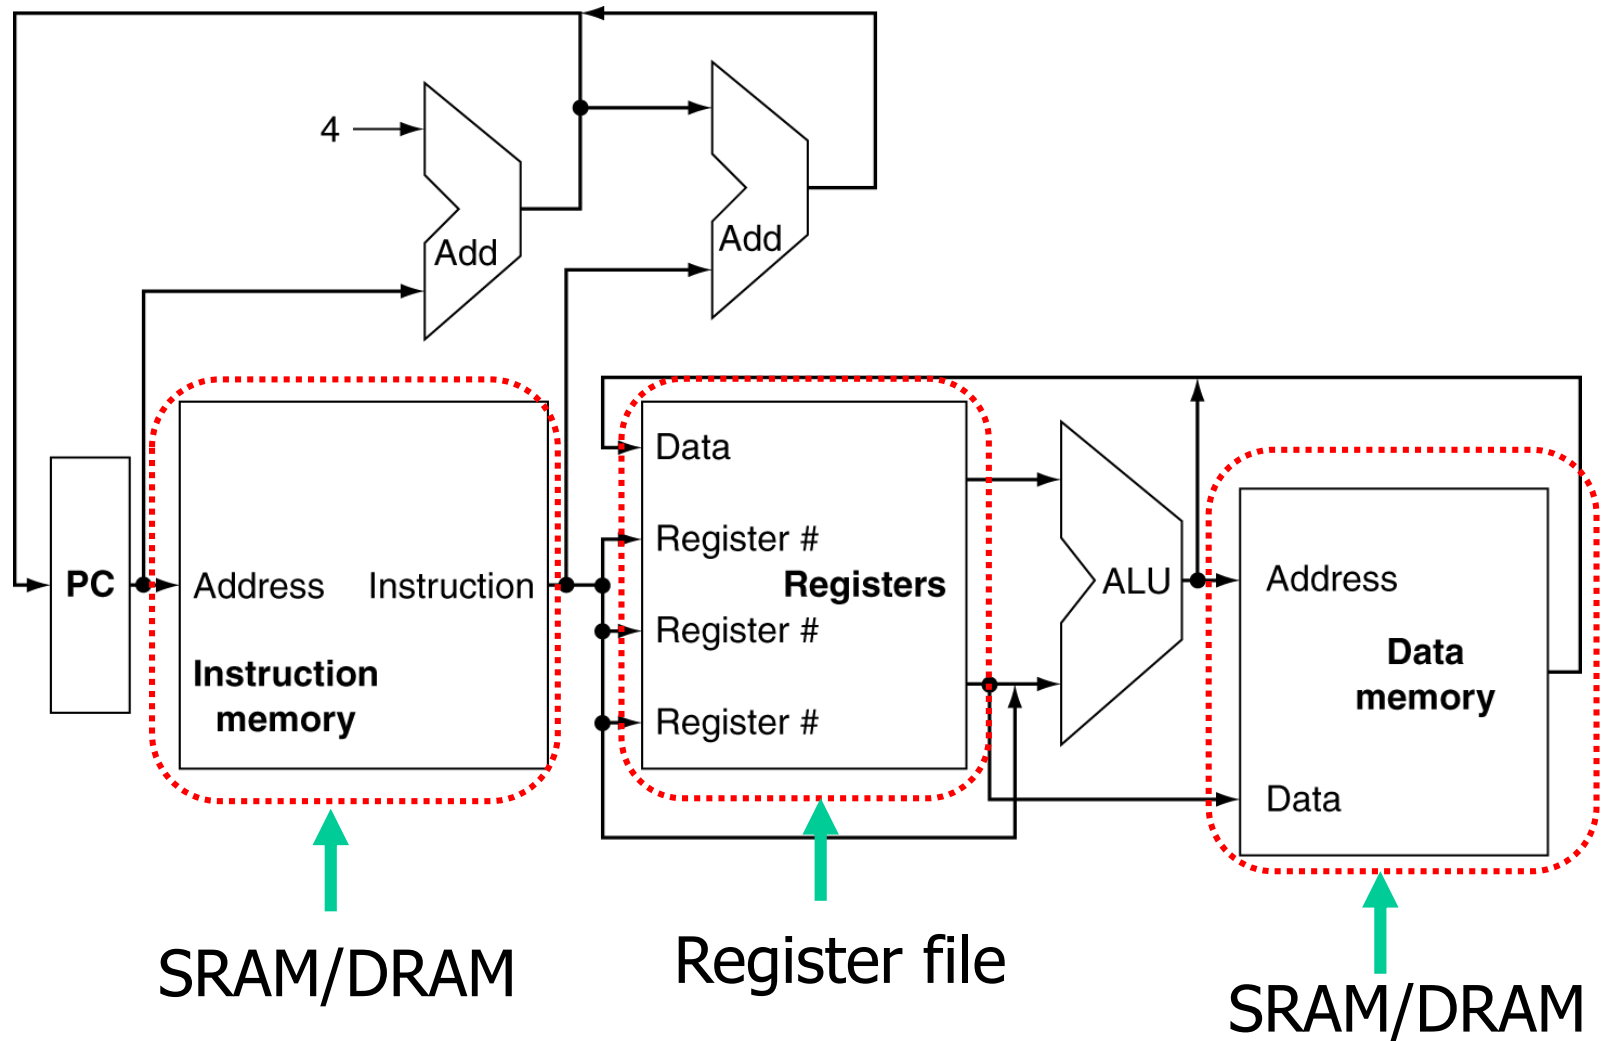 4
Add
Add
PC
Address
Instruction
Instruction
memory
Data
Register #
Registers
Register #
Register #
ALU
Address
Data
memory
Data
SRAM/DRAM
Register file
SRAM/DRAM